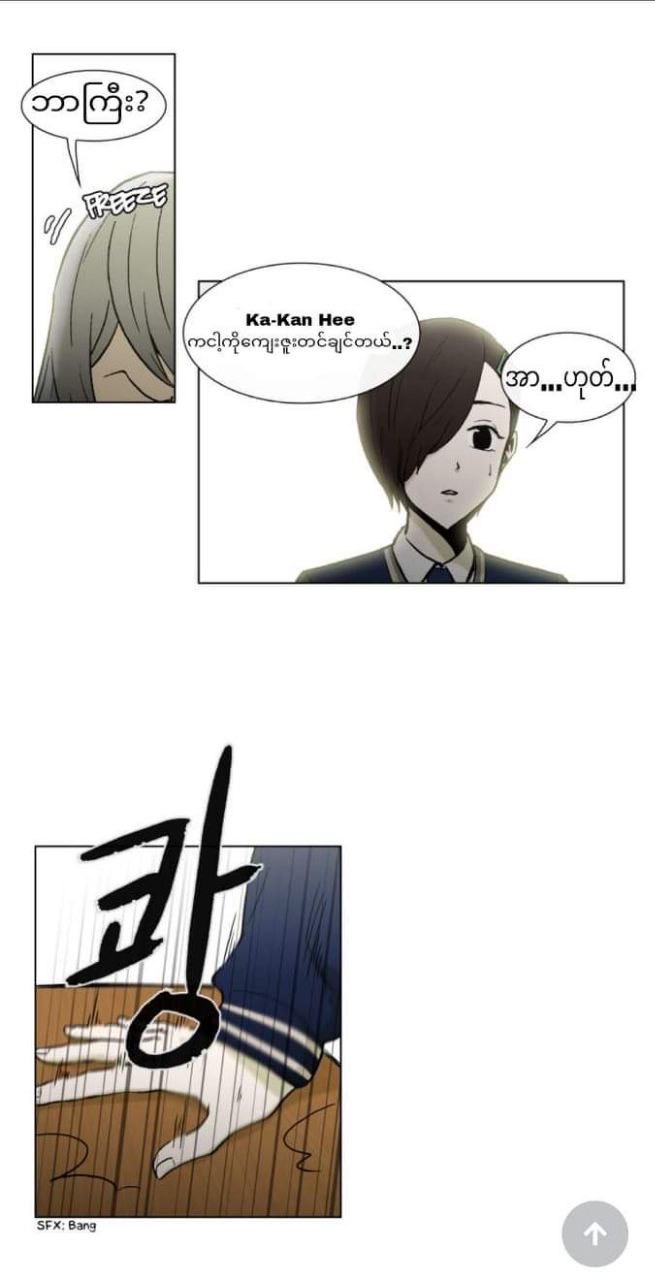 ဘာကြီး?
FREEZE
Ka-Kan Hee
ကငါ့ကိုကျေးဇူးတင်ချင်တယ်..?
အာ...ဟုတ်...
쾅
SFX; Bang